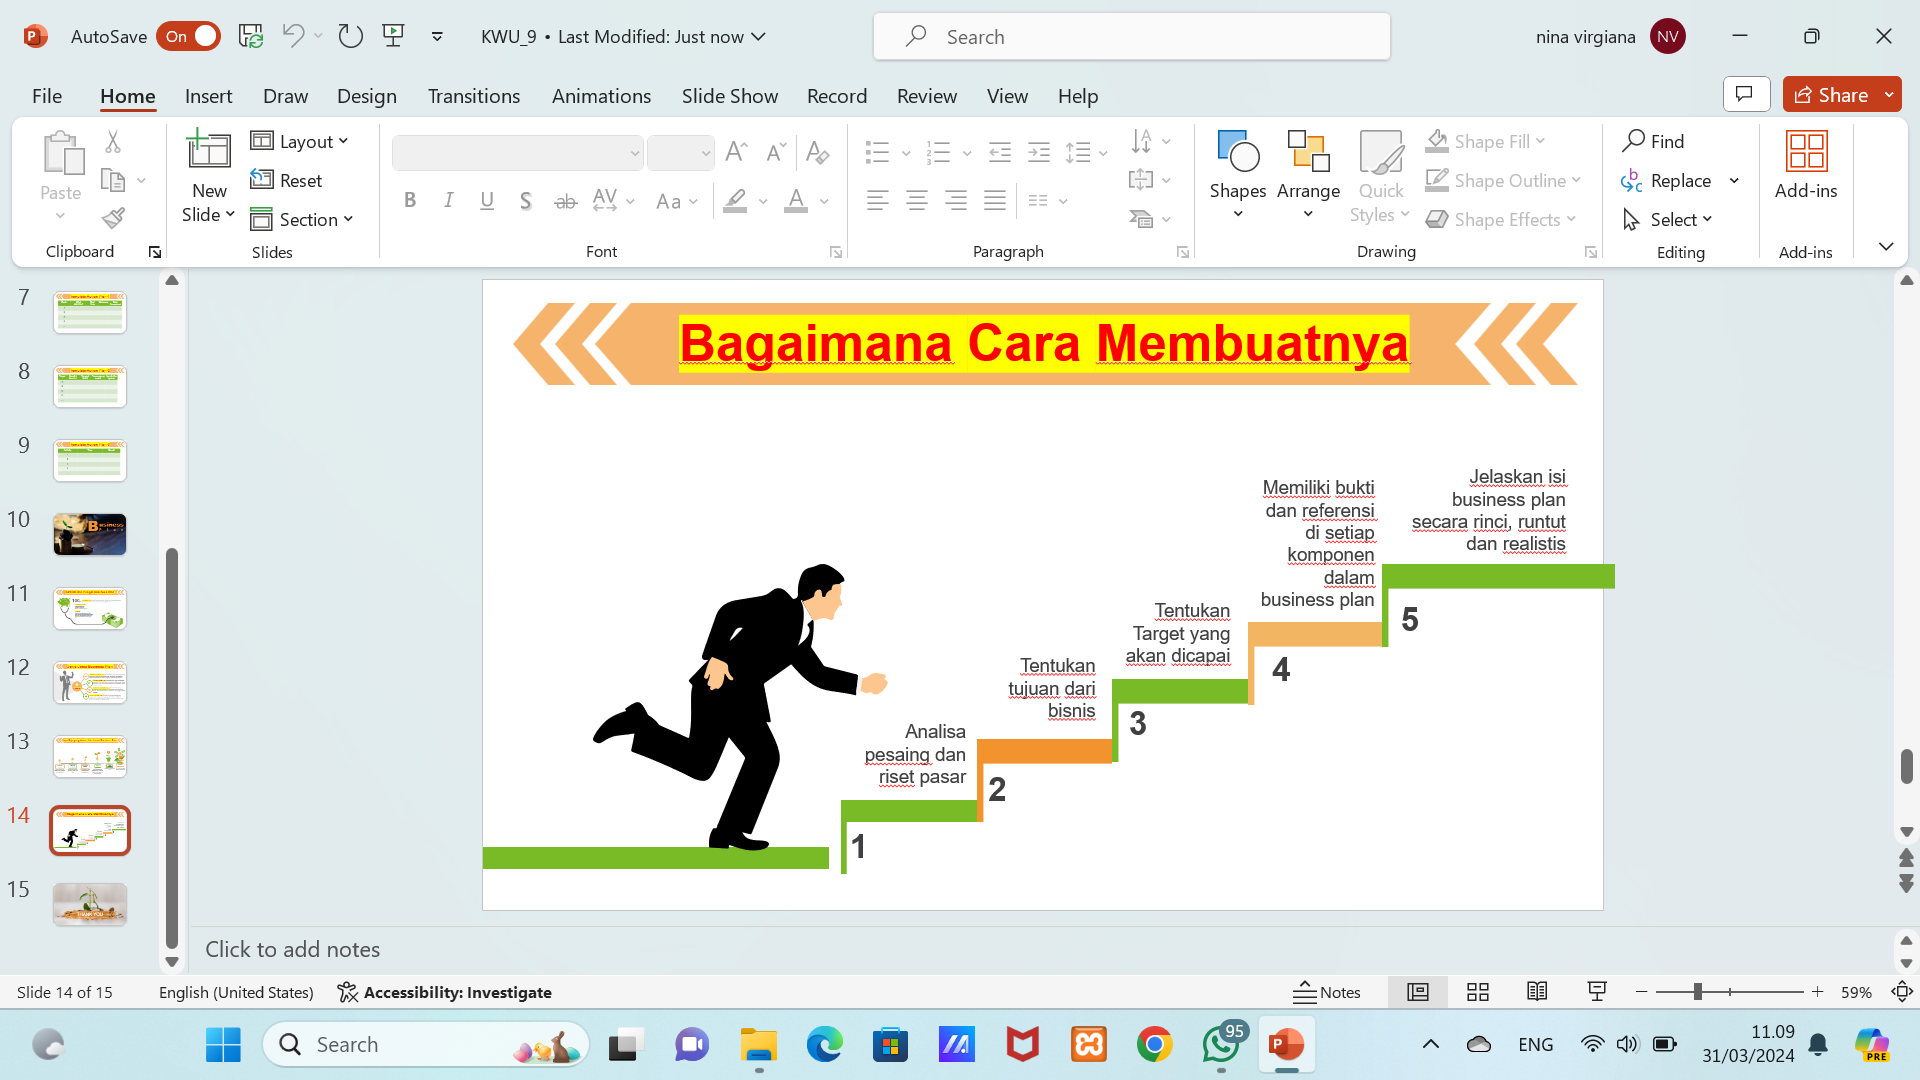 AutoSave On KWU_9 • Last Modified: Just now Search nina virgiana NV
File Home Insert Draw Design Transitions Animations Slide Show Record Review View Help Share
Paste
New Slide
Layout
Reset
Section
B I U S ab AV Aa A
Shapes Arrange Quick Styles
Shape Fill
Shape Outline
Shape Effects
Find
Replace
Select
Add-ins
Clipboard Slides Font Paragraph Drawing Editing Add-ins
7
8
9
10
11
12
13
14
15
THANK YOU
Bagaimana Cara Membuatnya
Analisa
pesaing dan
riset pasar
1
Tentukan
tujuan dari
bisnis
2
Tentukan
Target yang
akan dicapai
3
Memiliki bukti
dan referensi
di setiap
komponen
dalam
business plan
4
Jelaskan isi
business plan
secara rinci, runtut
dan realistis
5
Click to add notes
Slide 14 of 15 English (United States) Accessibility: Investigate Notes 59%
Search 95 ENG 11.09
31/03/2024
PRE